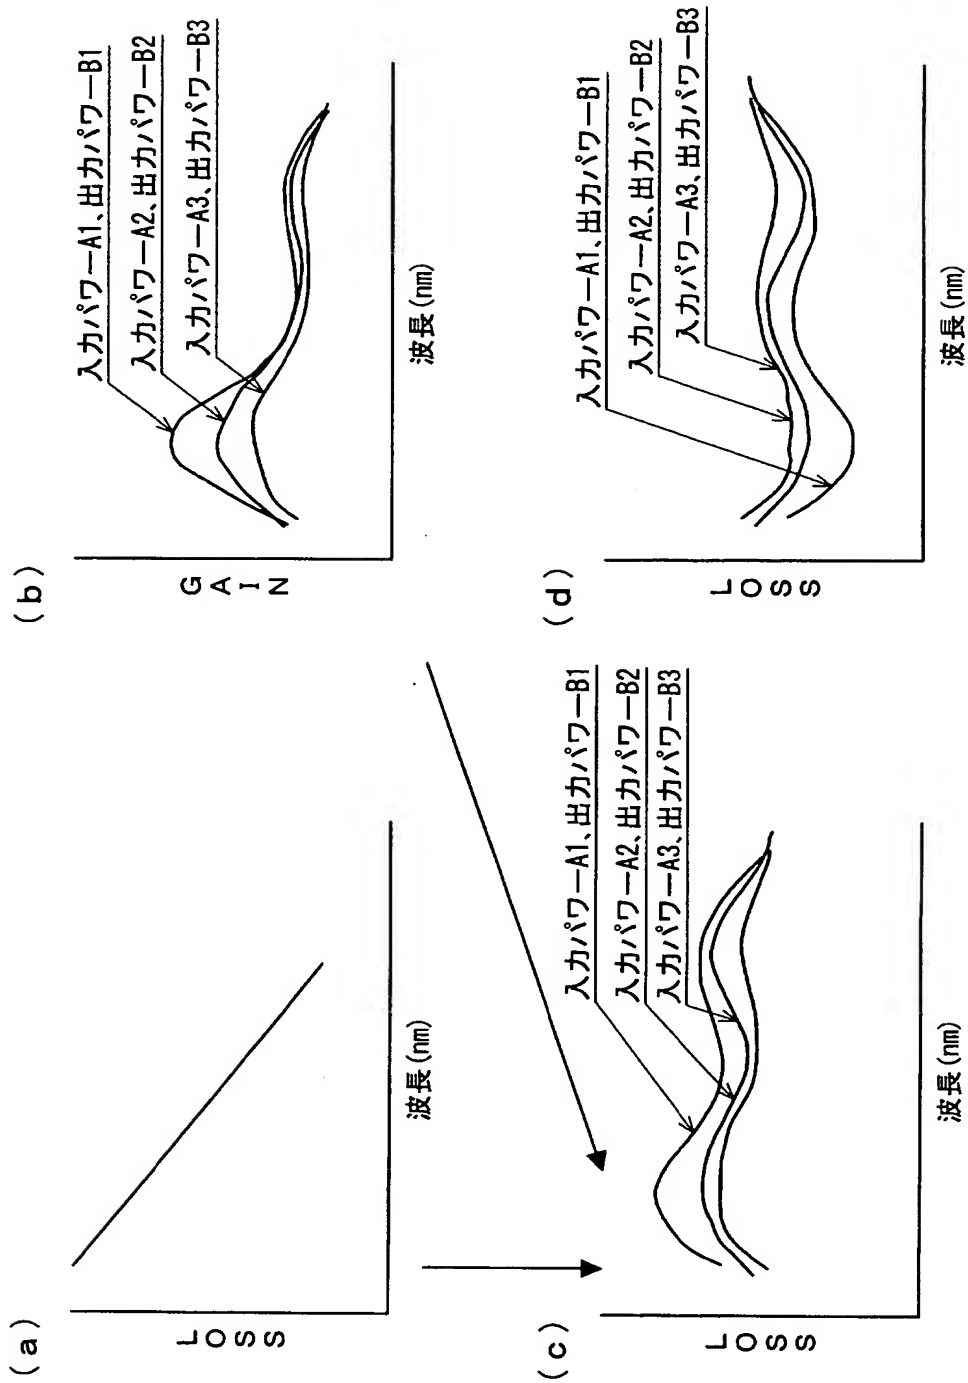 (a)
LOSS
波長(nm)
(b)
GAIN
入力パワーA1、出力パワーB1
入力パワーA2、出力パワーB2
入力パワーA3、出力パワーB3
波長(nm)
(c)
LOSS
入力パワーA1、出力パワーB1
入力パワーA2、出力パワーB2
入力パワーA3、出力パワーB3
波長(nm)
(d)
LOSS
入力パワーA1、出力パワーB1
入力パワーA2、出力パワーB2
入力パワーA3、出力パワーB3
波長(nm)